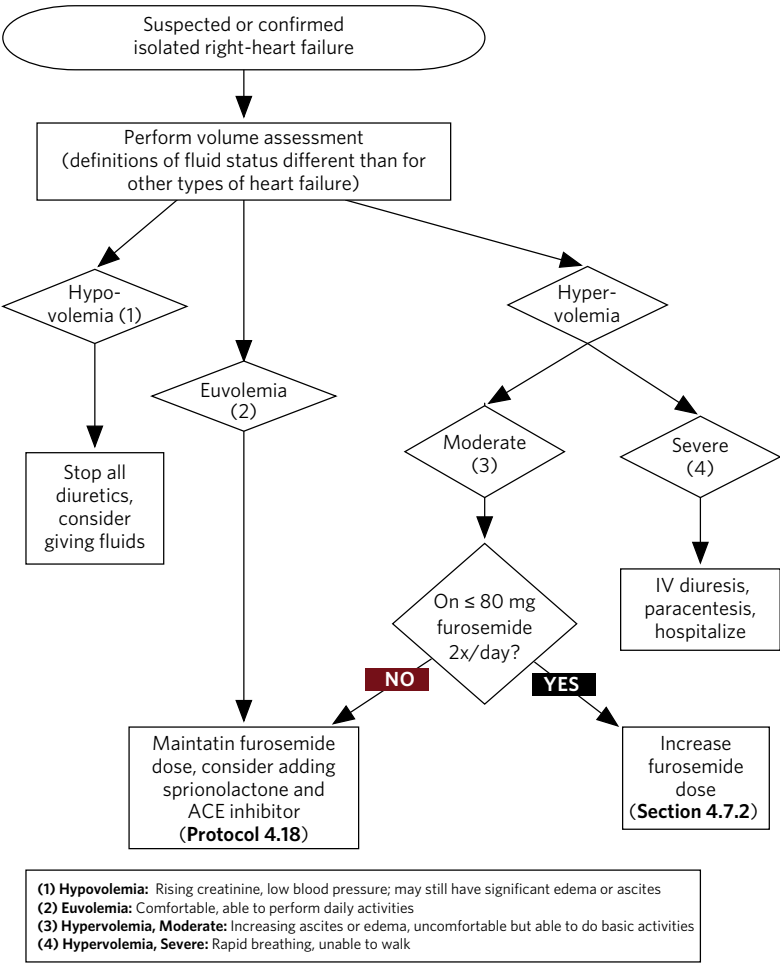 Suspected or confirmed
isolated right-heart failure
Perform volume assessment
(definitions of fluid status different than for
other types of heart failure)
Hypo-
volemia (1)
Hyper-
volemia
Euvolemia
(2)
Moderate
(3)
Severe
(4)
Stop all
diuretics,
consider
giving fluids
On ≤ 80 mg
furosemide
2x/day?
IV diuresis,
paracentesis,
hospitalize
NO
YES
Maintatin furosemide
dose, consider adding
sprionolactone and
ACE inhibitor
(Protocol 4.18)
Increase
furosemide
dose
(Section 4.7.2)
(1) Hypovolemia: Rising creatinine, low blood pressure; may still have significant edema or ascites
(2) Euvolemia: Comfortable, able to perform daily activities
(3) Hypervolemia, Moderate: Increasing ascites or edema, uncomfortable but able to do basic activities
(4) Hypervolemia, Severe: Rapid breathing, unable to walk